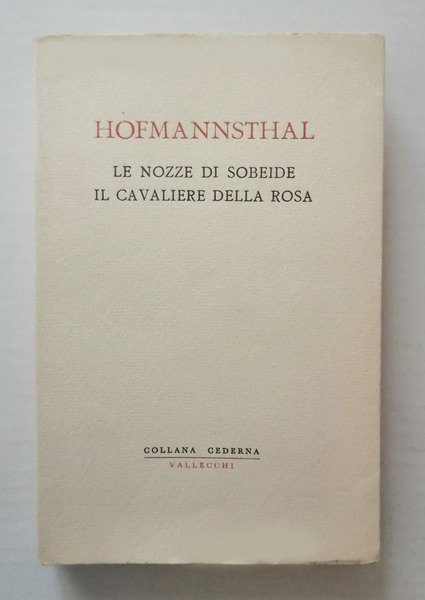 HOFMANNSTHAL
LE NOZZE DI SOBEIDE
IL CAVALIERE DELLA ROSA
COLLANA CEDERNA
VALLECCHI